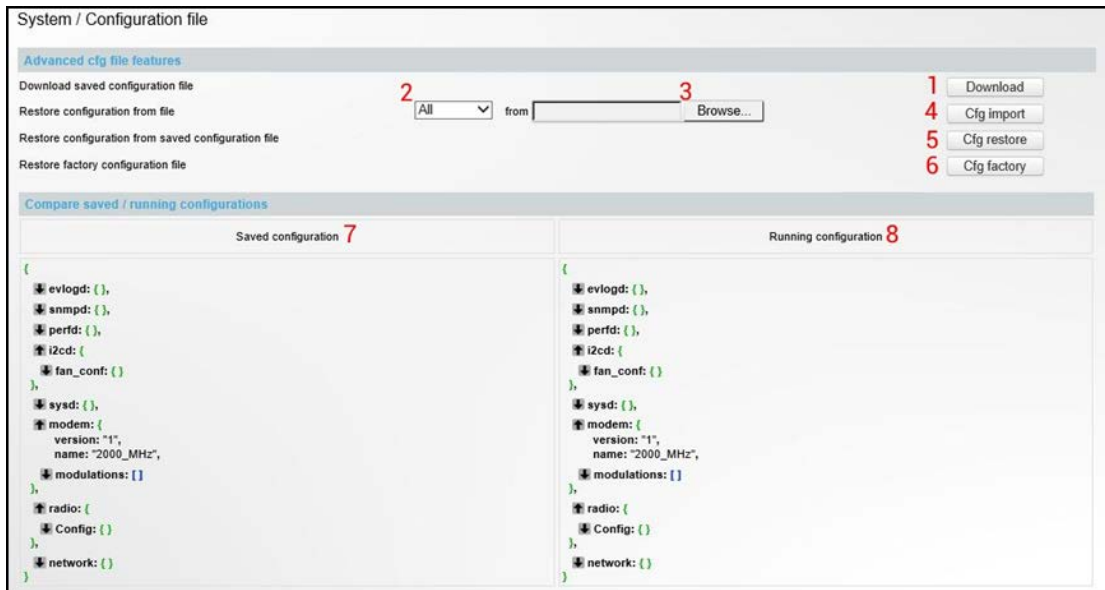 System / Configuration file
Advanced cfg file features
Download saved configuration file 1 Download
Restore configuration from file 2 All from 3 Browse... 4 Cfg import
Restore configuration from saved configuration file 5 Cfg restore
Restore factory configuration file 6 Cfg factory
Compare saved / running configurations
Saved configuration 7
Running configuration 8
{
evlogd: { },
snmpd: { },
perfd: { },
i2cd: {
fan_conf: { }
},
sysd: { },
modem: {
version: "1",
name: "2000_MHz",
modulations: [ ]
},
radio: {
Config: { }
},
network: { }
}
{
evlogd: { },
snmpd: { },
perfd: { },
i2cd: {
fan_conf: { }
},
sysd: { },
modem: {
version: "1",
name: "2000_MHz",
modulations: [ ]
},
radio: {
Config: { }
},
network: { }
}